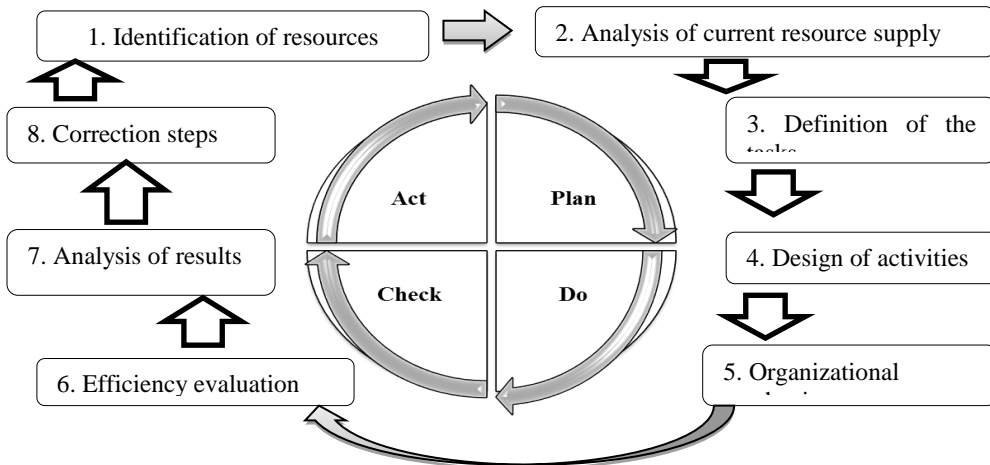 1. Identification of resources
2. Analysis of current resource supply
3. Definition of the
8. Correction steps
Act
Plan
7. Analysis of results
4. Design of activities
Check
Do
6. Efficiency evaluation
5. Organizational